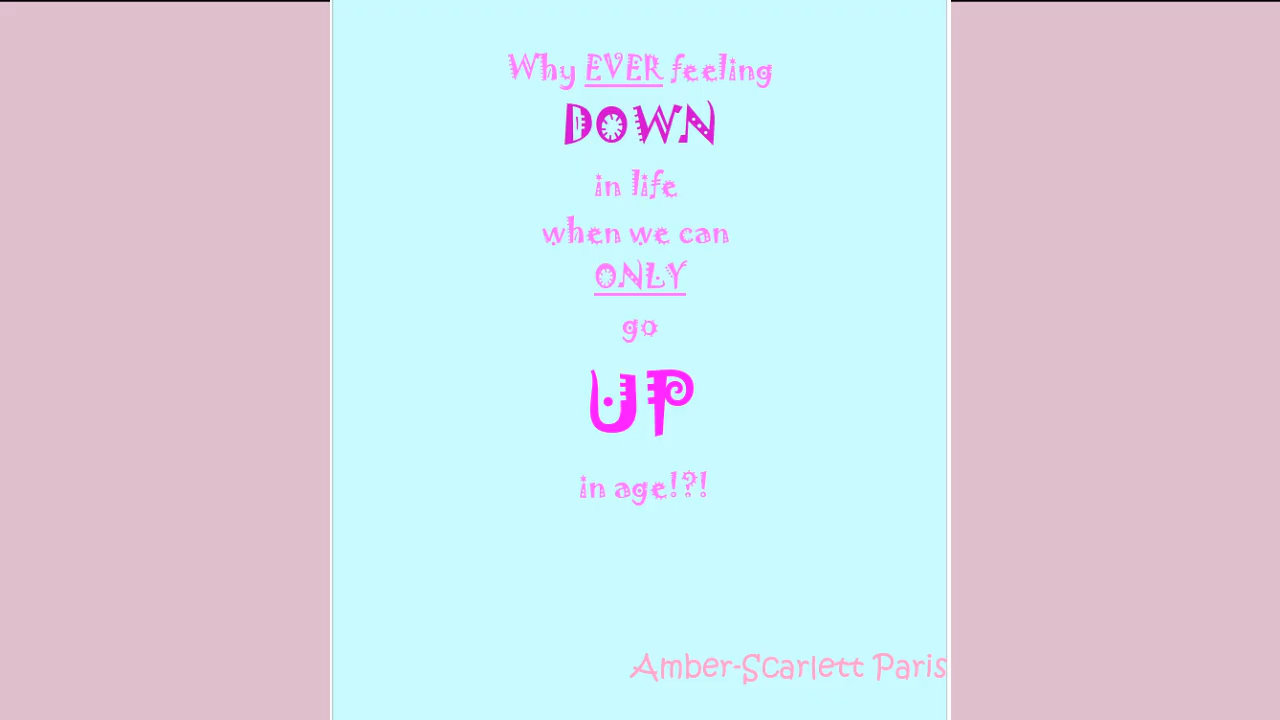 Why EVER feeling
DOWN
in life
when we can
ONLY
go
UP
in age!?!
Amber-Scarlett Paris